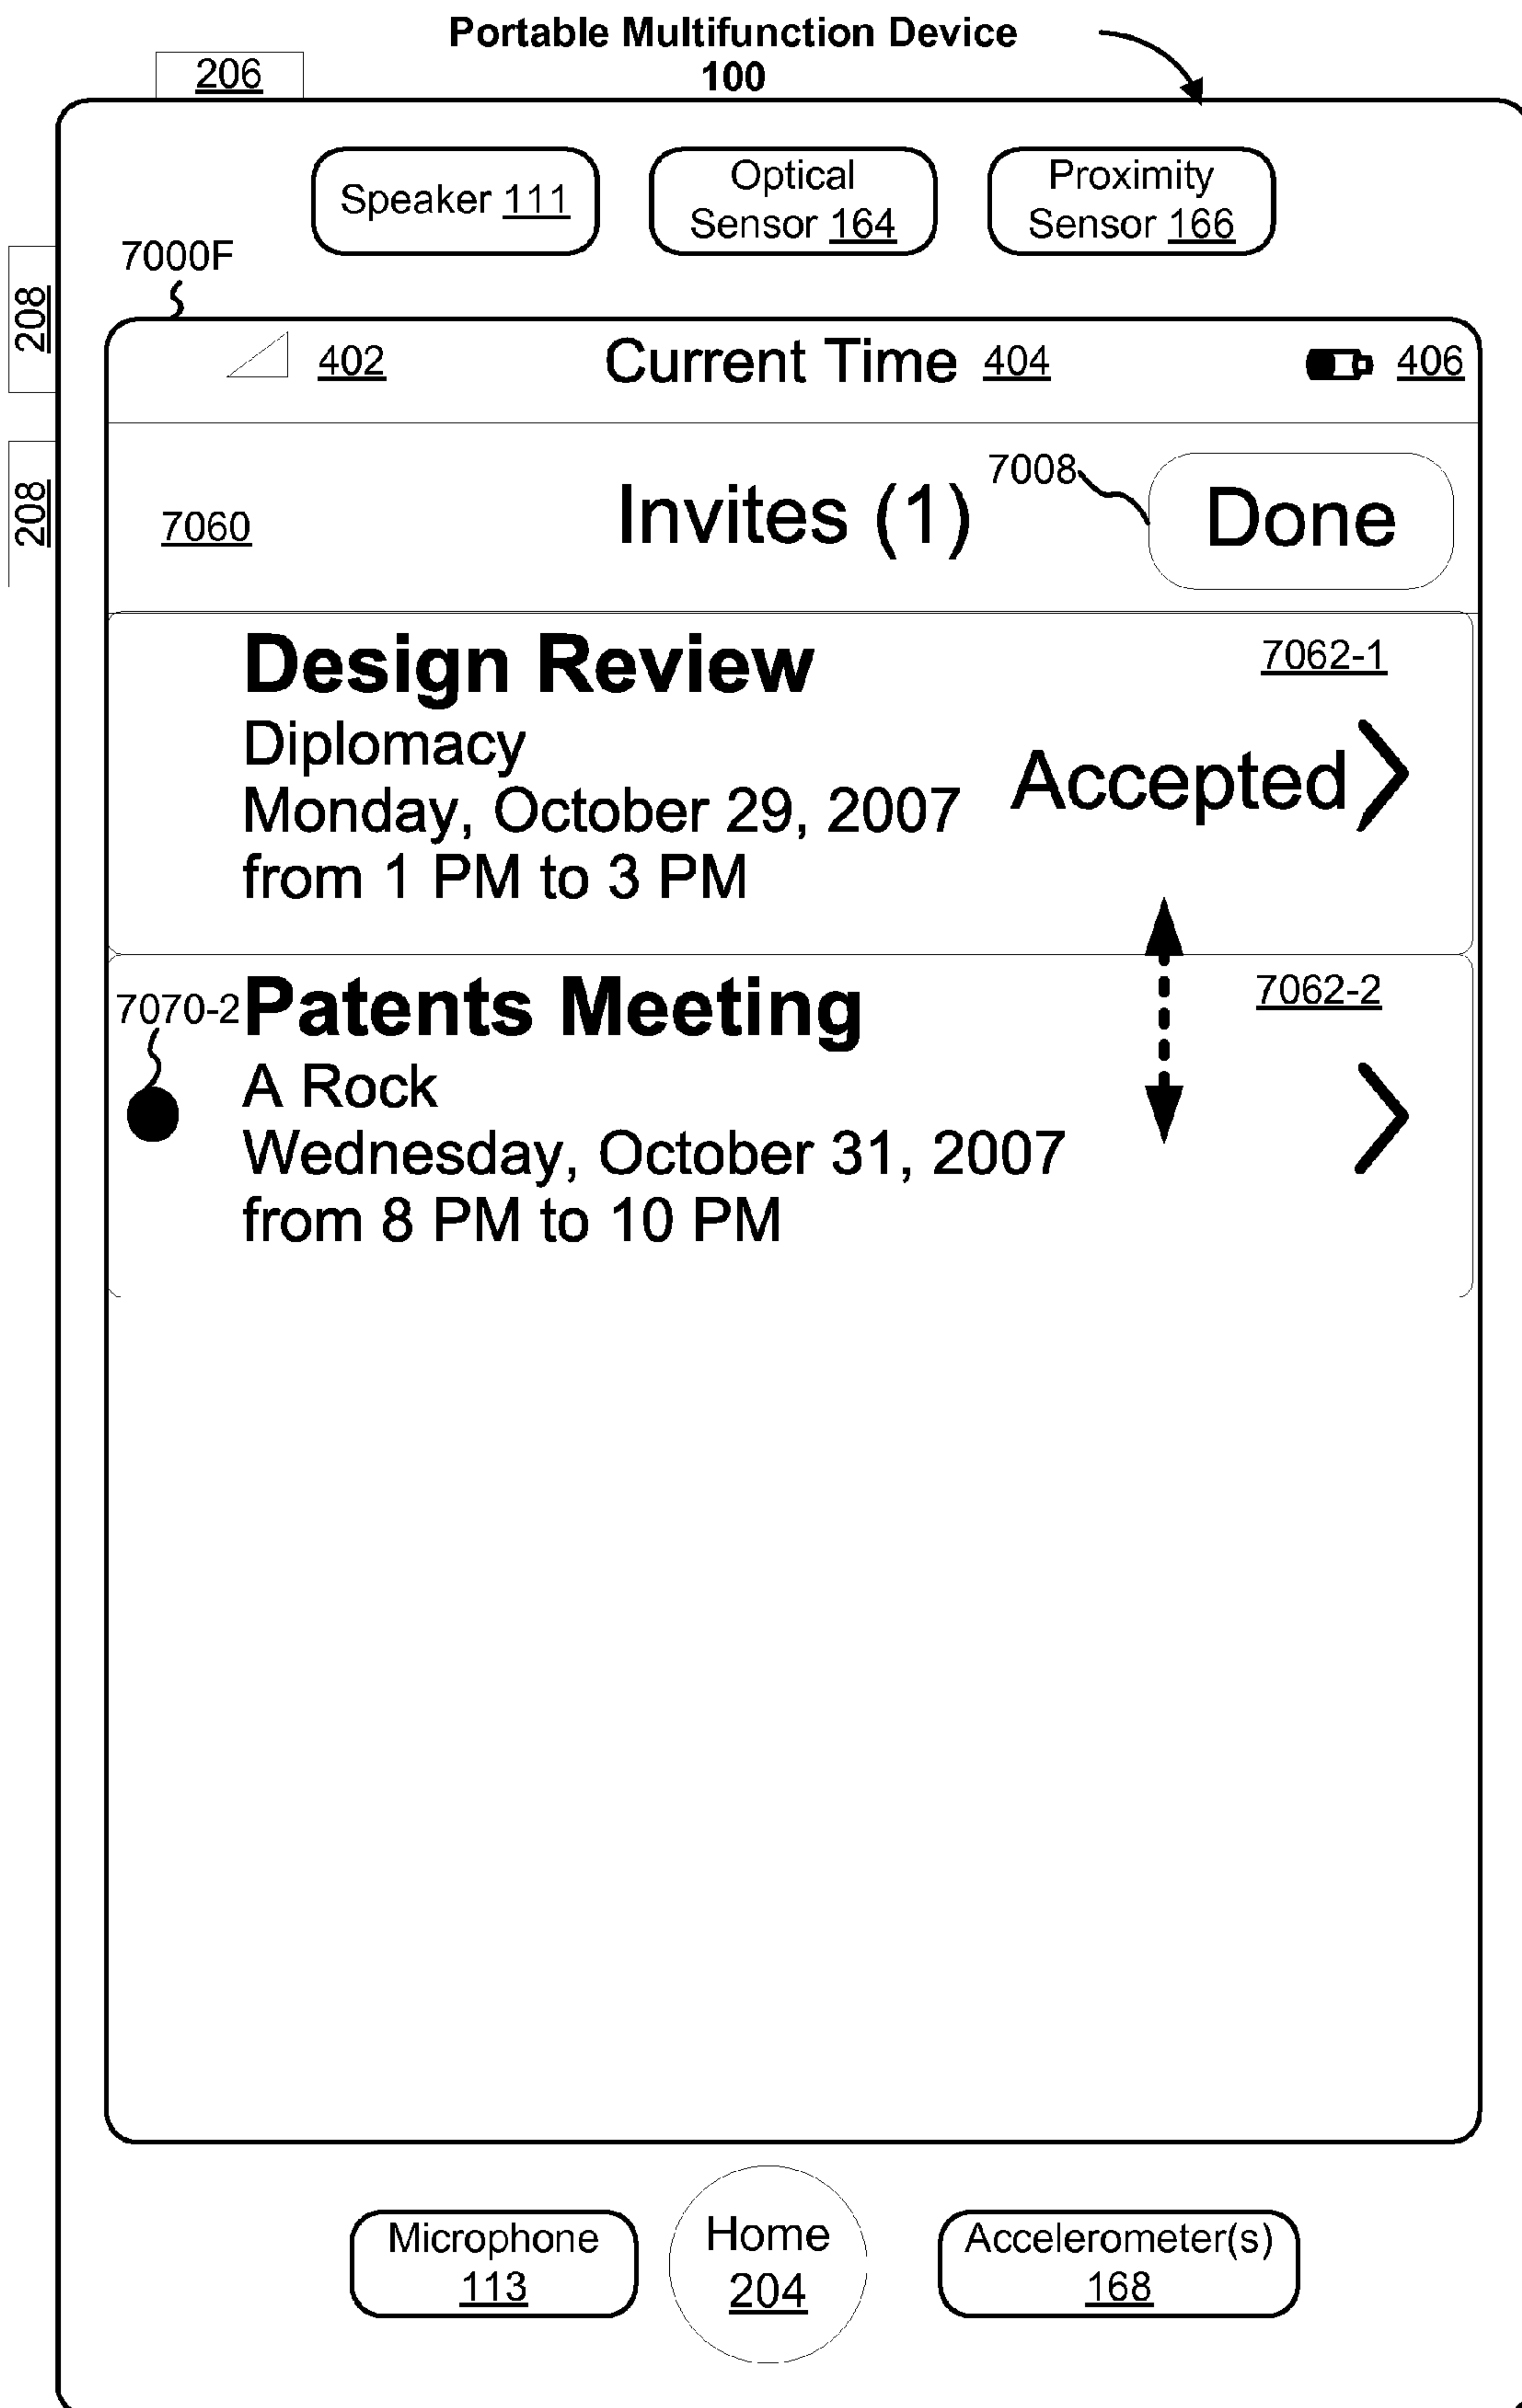 Portable Multifunction Device
100
206
Speaker 111
Optical
Sensor 164
Proximity
Sensor 166
7000F
208
208
402
Current Time 404
406
7060
Invites (1)
7008
Done
Design Review
7062-1
Diplomacy
Monday, October 29, 2007
Accepted
from 1 PM to 3 PM
7070-2
Patents Meeting
7062-2
A Rock
Wednesday, October 31, 2007
from 8 PM to 10 PM
Microphone
113
Home
204
Accelerometer(s)
168